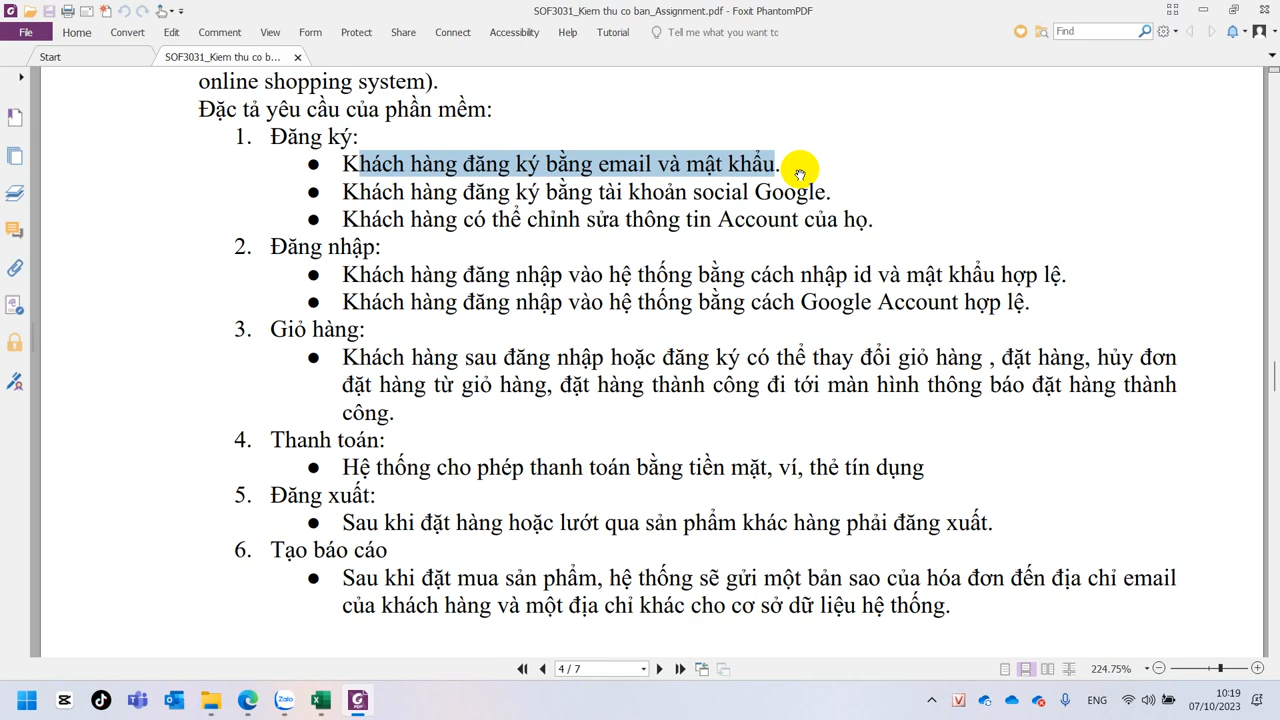 SOF3031_Kiem thu co ban_Assignment.pdf - Foxit PhantomPDF
File Home Convert Edit Comment View Form Protect Share Connect Accessibility Help Tutorial Tell me what you want to Find
Start SOF3031_Kiem thu co b...
online shopping system).
Đặc tả yêu cầu của phần mềm:
1. Đăng ký:
● Khách hàng đăng ký bằng email và mật khẩu.
● Khách hàng đăng ký bằng tài khoản social Google.
● Khách hàng có thể chỉnh sửa thông tin Account của họ.
2. Đăng nhập:
● Khách hàng đăng nhập vào hệ thống bằng cách nhập id và mật khẩu hợp lệ.
● Khách hàng đăng nhập vào hệ thống bằng cách Google Account hợp lệ.
3. Giỏ hàng:
● Khách hàng sau đăng nhập hoặc đăng ký có thể thay đổi giỏ hàng , đặt hàng, hủy đơn
đặt hàng từ giỏ hàng, đặt hàng thành công đi tới màn hình thông báo đặt hàng thành
công.
4. Thanh toán:
● Hệ thống cho phép thanh toán bằng tiền mặt, ví, thẻ tín dụng
5. Đăng xuất:
● Sau khi đặt hàng hoặc lướt qua sản phẩm khác hàng phải đăng xuất.
6. Tạo báo cáo
● Sau khi đặt mua sản phẩm, hệ thống sẽ gửi một bản sao của hóa đơn đến địa chỉ email
của khách hàng và một địa chỉ khác cho cơ sở dữ liệu hệ thống.
4 / 7 224.75%
Zalo ENG 10:19
07/10/2023